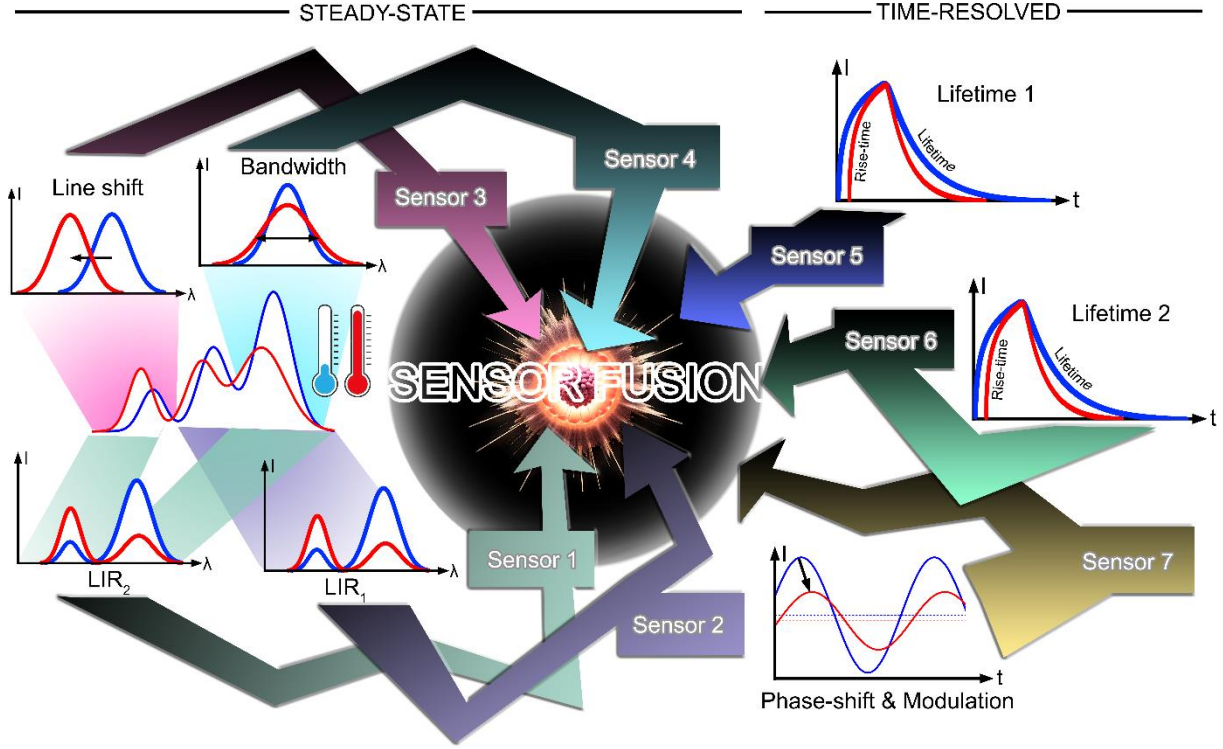 STEADY-STATE
TIME-RESOLVED
I
Line shift
λ
I
Bandwidth
λ
Sensor 3
Sensor 4
I
Lifetime 1
Rise-time
Lifetime
t
Sensor 5
I
Lifetime 2
Rise-time
Lifetime
t
Sensor 6
SENSOR FUSION
I
λ
LIR₂
I
λ
LIR₁
Sensor 1
Sensor 2
Sensor 7
I
t
Phase-shift & Modulation